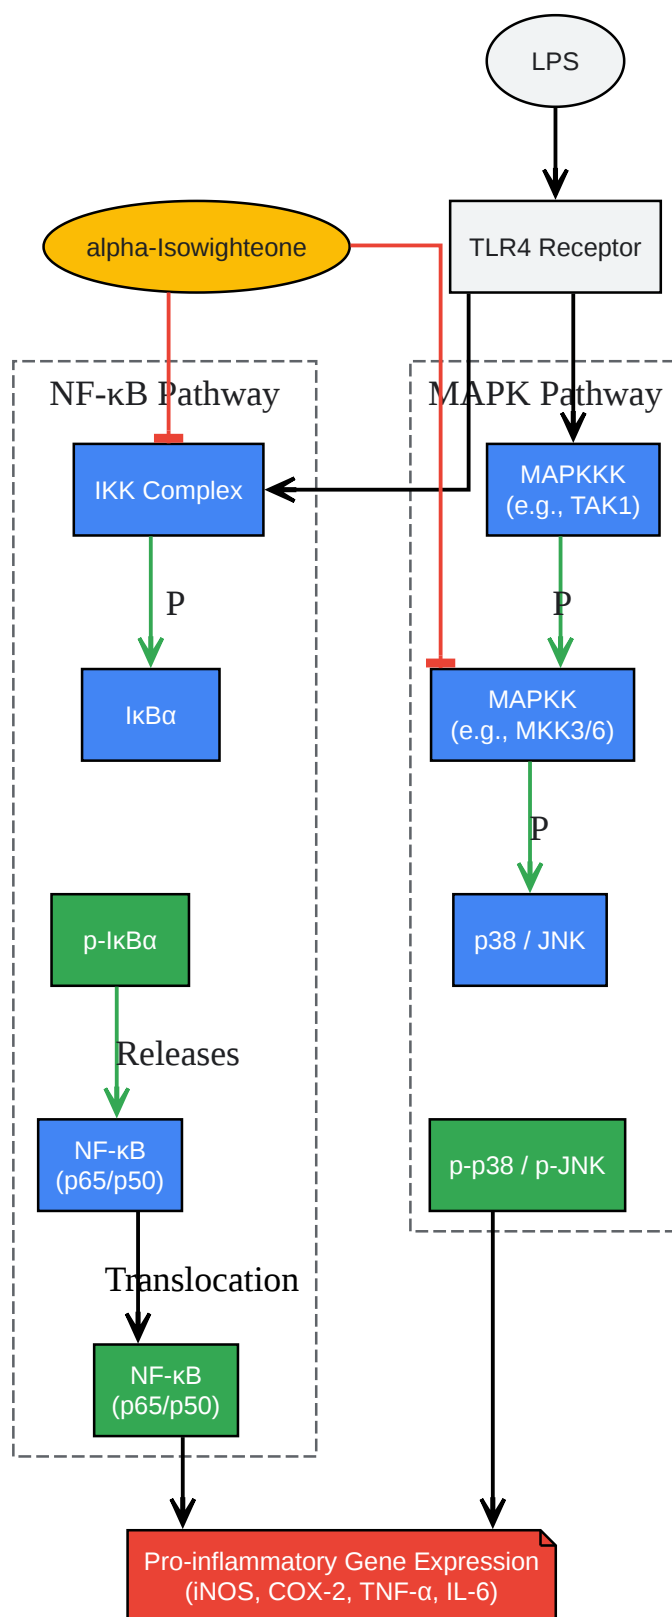 LPS
alpha-Isowighteone
TLR4 Receptor
NF-κB Pathway
MAPK Pathway
IKK Complex
MAPKKK
(e.g., TAK1)
P
P
IκBα
MAPKK
(e.g., MKK3/6)
P
p-IκBα
p38 / JNK
Releases
NF-κB
(p65/p50)
p-p38 / p-JNK
Translocation
NF-κB
(p65/p50)
Pro-inflammatory Gene Expression
(iNOS, COX-2, TNF-α, IL-6)